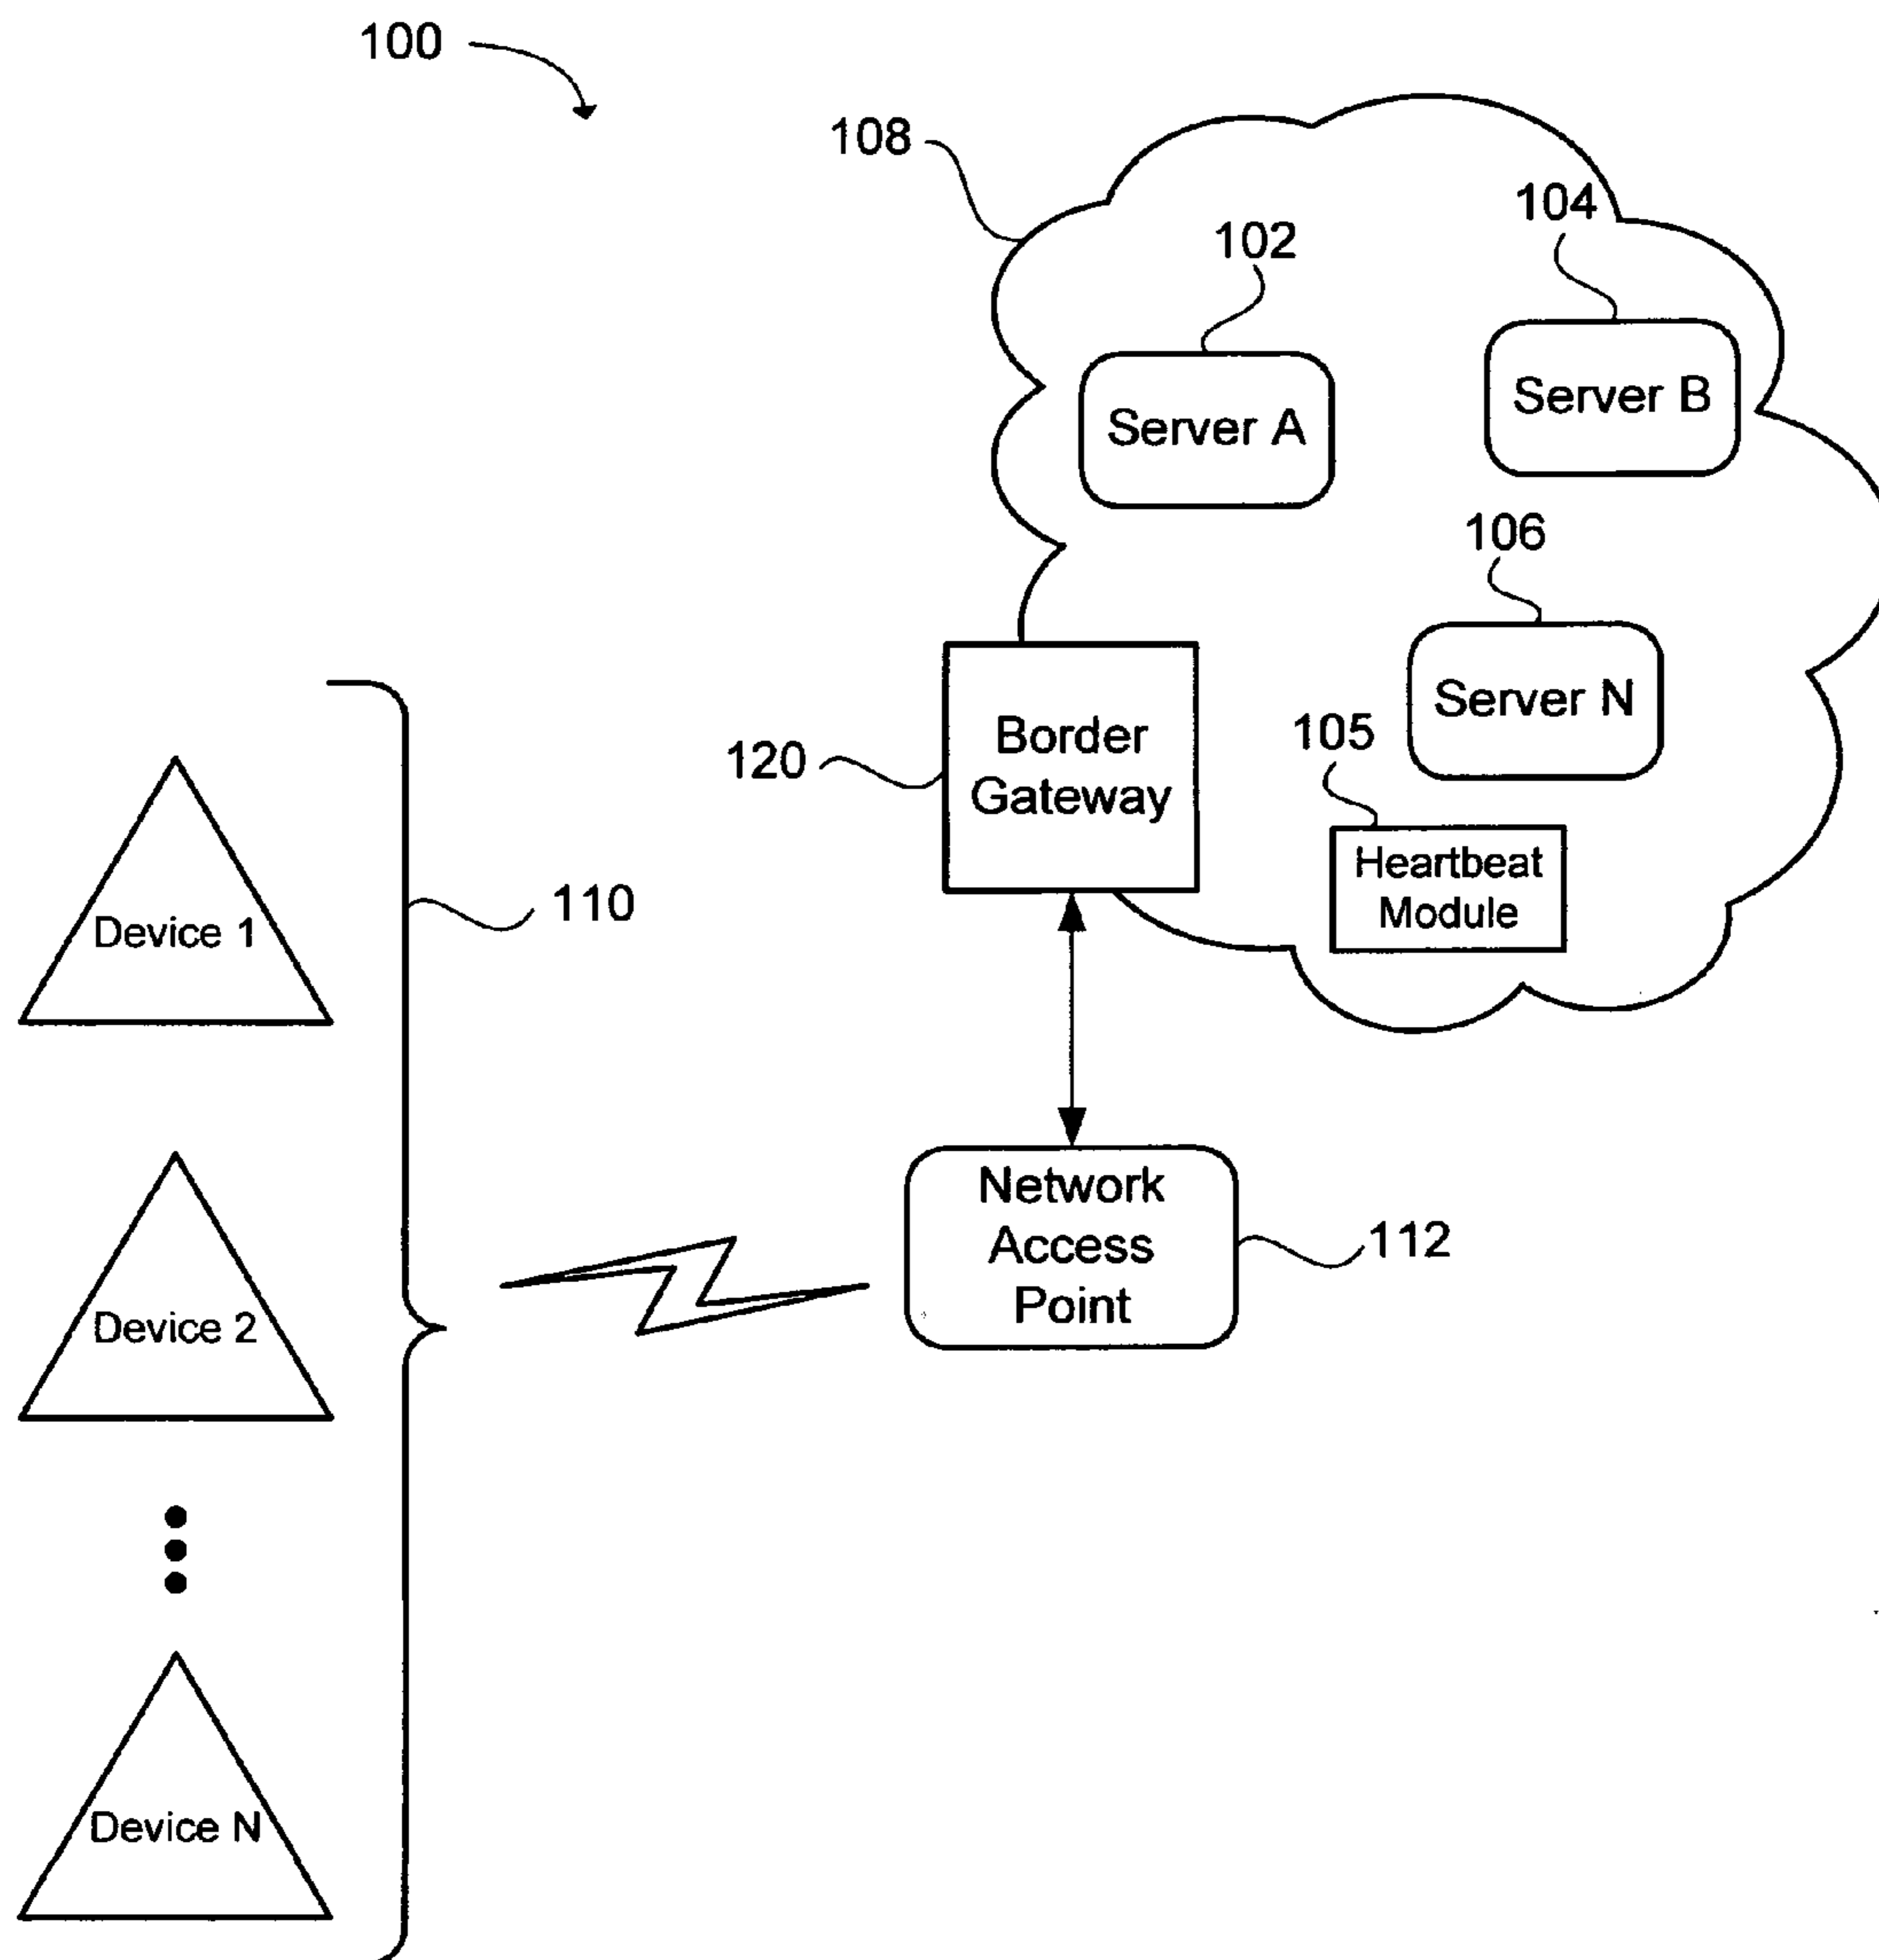 100
108
104
102
Server B
Server A
106
Server N
105
120
Border
Gateway
Heartbeat
Module
110
Device 1
Network
Access
Point
112
Device 2
Device N